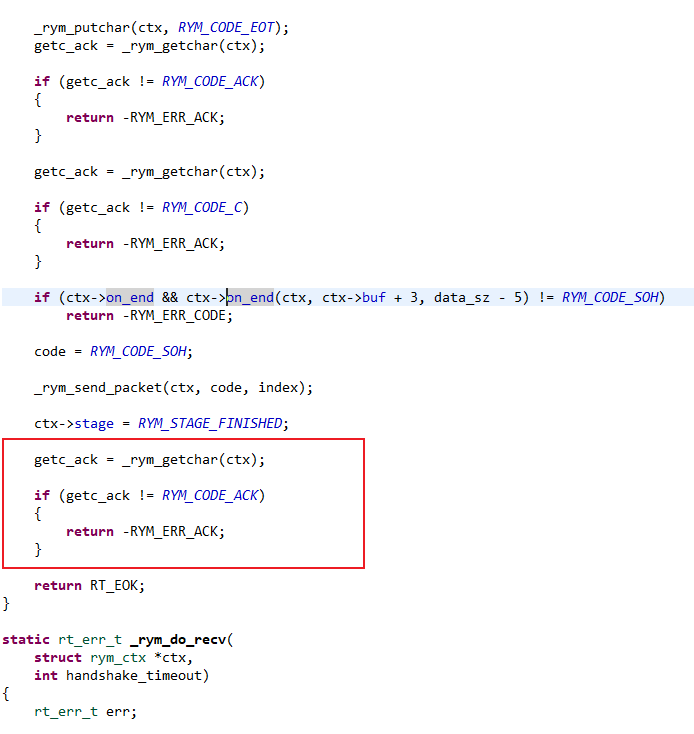 _rym_putchar(ctx, RYM_CODE_EOT);
getc_ack = _rym_getchar(ctx);
if (getc_ack != RYM_CODE_ACK)
{
return -RYM_ERR_ACK;
}
getc_ack = _rym_getchar(ctx);
if (getc_ack != RYM_CODE_C)
{
return -RYM_ERR_ACK;
}
if (ctx->on_end && ctx->on_end(ctx, ctx->buf + 3, data_sz - 5) != RYM_CODE_SOH)
return -RYM_ERR_CODE;
code = RYM_CODE_SOH;
_rym_send_packet(ctx, code, index);
ctx->stage = RYM_STAGE_FINISHED;
getc_ack = _rym_getchar(ctx);
if (getc_ack != RYM_CODE_ACK)
{
return -RYM_ERR_ACK;
}
return RT_EOK;
}
static rt_err_t _rym_do_recv(
struct rym_ctx *ctx,
int handshake_timeout)
{
rt_err_t err;